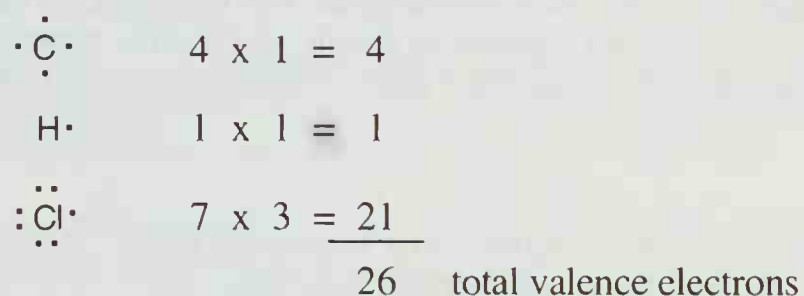 ·C· 4 x 1 = 4
H· 1 x 1 = 1
:Cl· 7 x 3 = 21
26 total valence electrons